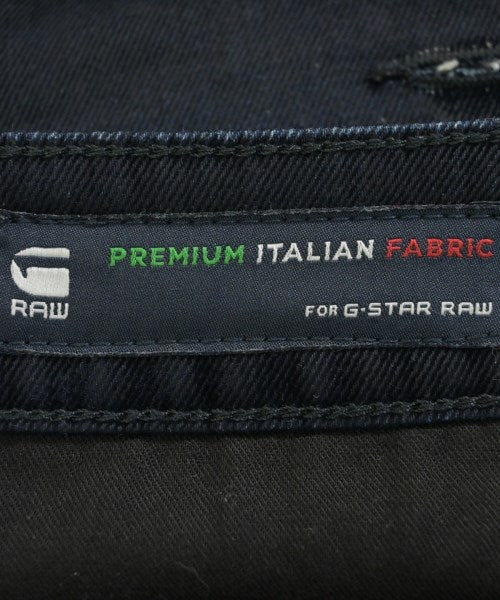 G
RAW
PREMIUM ITALIAN FABRIC
FOR G-STAR RAW